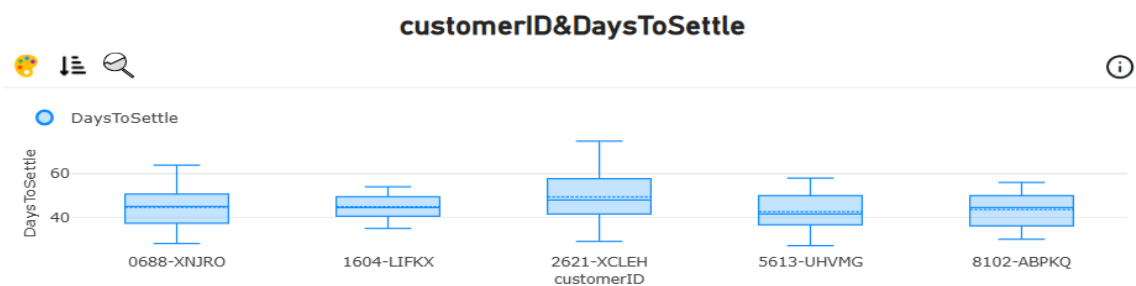 customerID&DaysToSettle
DaysToSettle
DaysToSettle
60
40
0688-XNJRO
1604-LIFKX
2621-XCLEH
5613-UHVMG
8102-ABPKQ
customerID